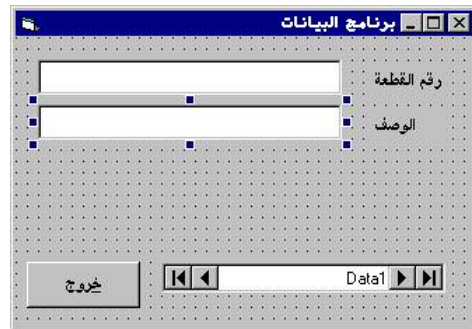 برنامج البيانات
رقم القطعة
الوصف
Data1
خروج